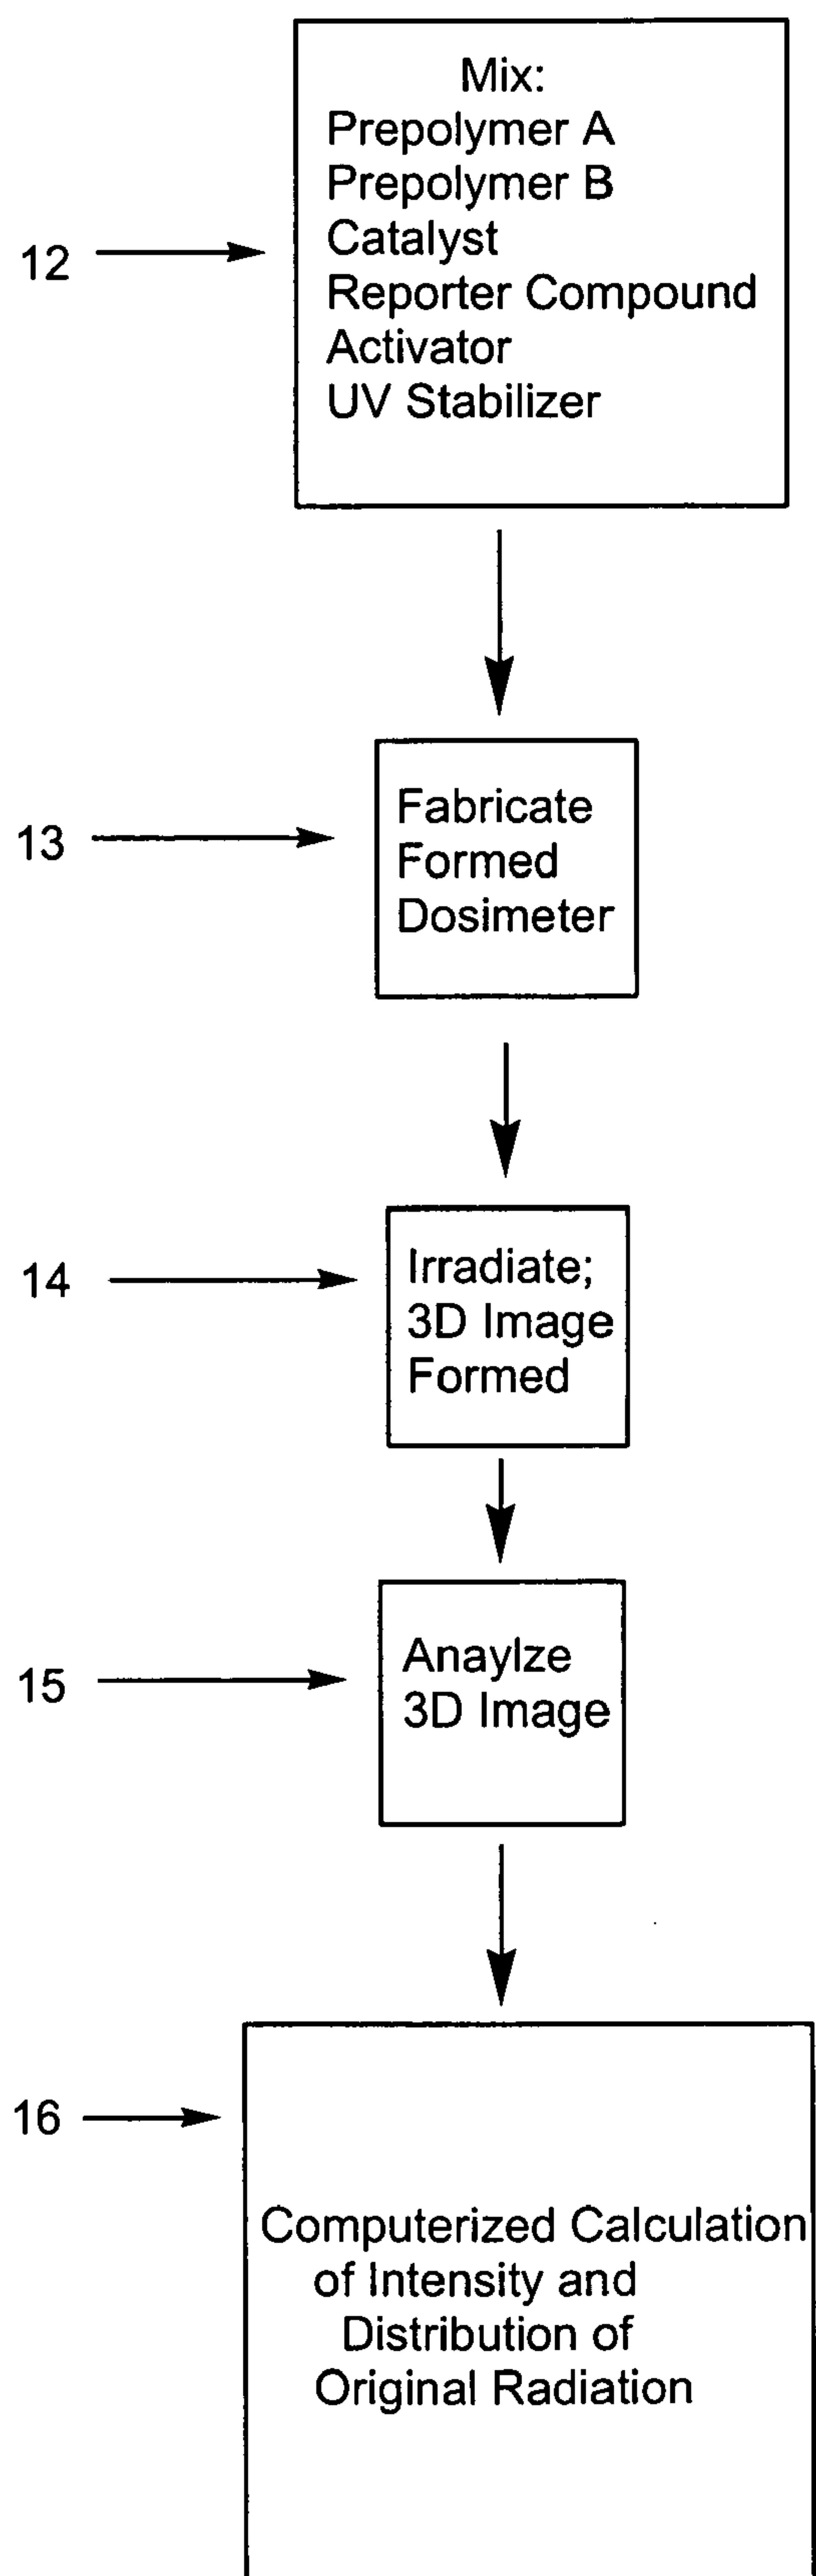 Mix:
Prepolymer A
Prepolymer B
Catalyst
Reporter Compound
Activator
UV Stabilizer
12
Fabricate
Formed
Dosimeter
13
Irradiate;
3D Image
Formed
14
Anaylze
3D Image
15
16
Computerized Calculation
of Intensity and
Distribution of
Original Radiation